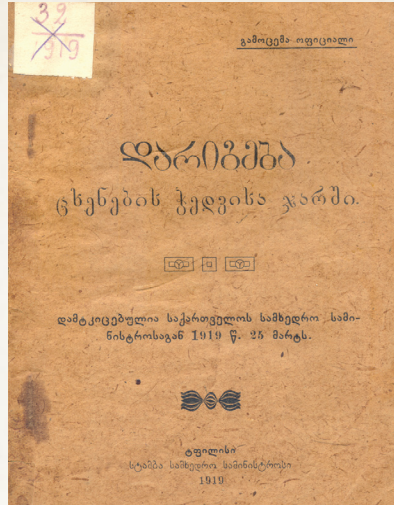 32
919
გამოცემა ოფიციალი
დარიგება
ცხენების ჭედვისა ჯარში.
დამტკიცებულია საქართველოს სამხედრო სამი-
ნისტროსაგან 1919 წ. 25 მარტს.
ტფილისი
სტამბა სამხედრო სამინისტროსი
1919